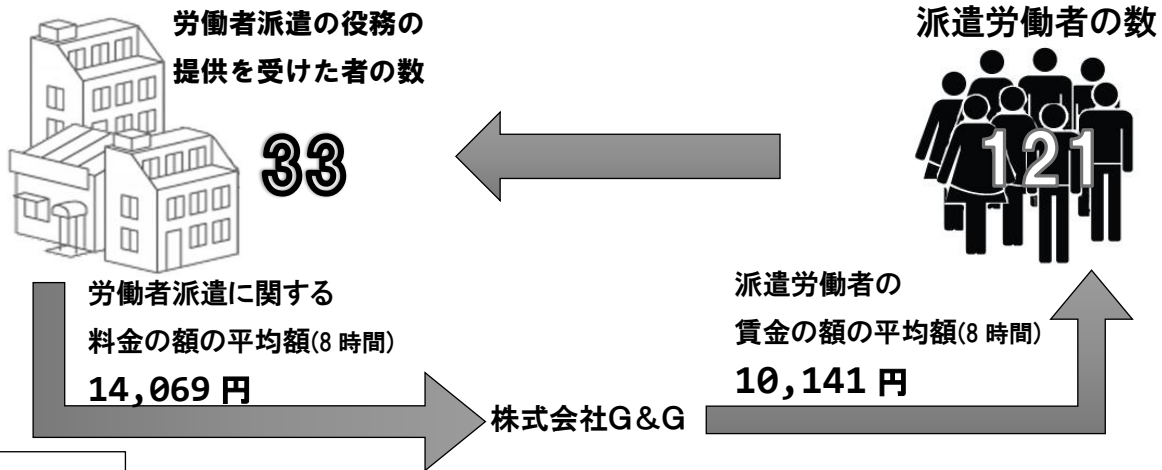 労働者派遣の役務の
提供を受けた者の数
33
派遣労働者の数
121
労働者派遣に関する
料金の額の平均額(8時間)
14,069円
派遣労働者の
賃金の額の平均額(8時間)
10,141円
株式会社G&G